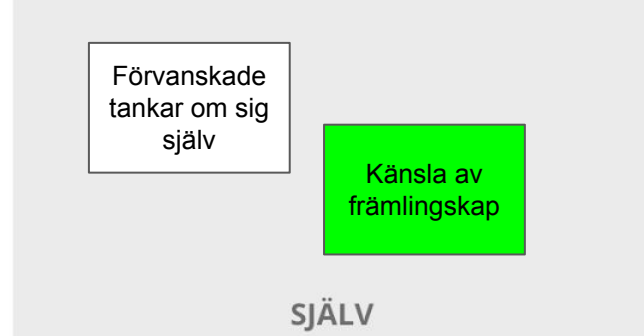 Förvanskade
tankar om sig
själv
Känsla av
främlingskap
SJÄLV